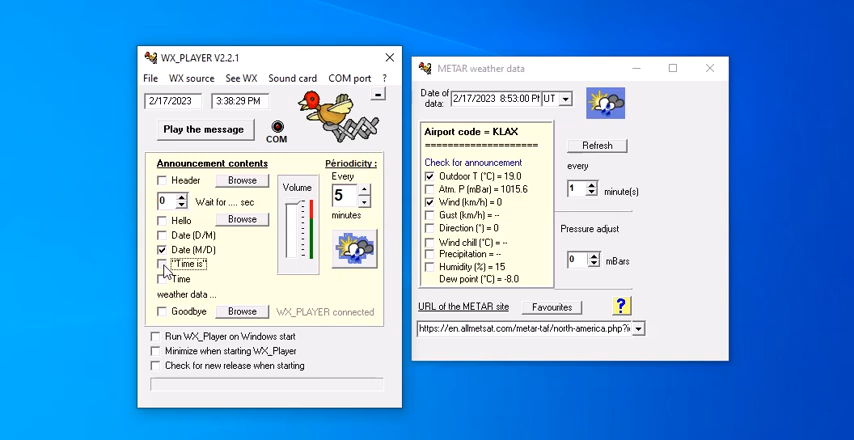 WX_PLAYER V2.2.1
File WX source See WX Sound card COM port ?
2/17/2023 3:38:29 PM
-
Play the message
COM
Announcement contents
Périodicity :
Header Browse
Every
Volume
0 Wait for .... sec
5
Hello Browse
minutes
Date (D/M)
Date (M/D)
"Time is"
Time
weather data ...
Goodbye Browse WX_PLAYER connected
Run WX_Player on Windows start
Minimize when starting WX_Player
Check for new release when starting
METAR weather data
Date of data: 2/17/2023 8:53:00 PM UT
Airport code = KLAX
====================
Check for announcement
Outdoor T (°C) = 19.0
Atm. P (mBar) = 1015.6
Wind (km/h) = 0
Gust (km/h) = --
Direction (°) = 0
Wind chill (°C) = --
Precipitation = --
Humidity (%) = 15
Dew point (°C) = -8.0
Refresh
every
1 minute(s)
Pressure adjust
0 mBars
URL of the METAR site Favourites ?
https://en.allmetsat.com/metar-taf/north-america.php?